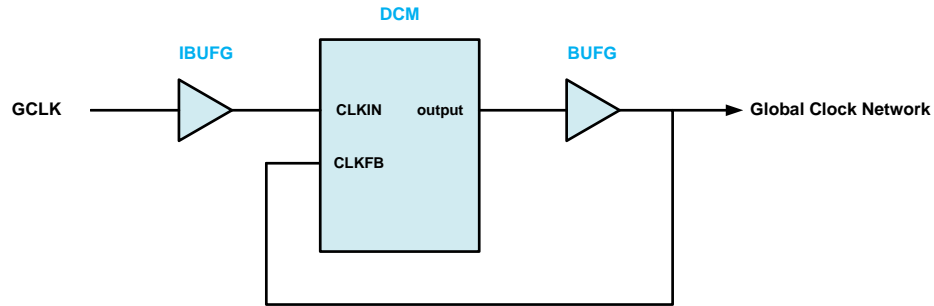 DCM
IBUFG
BUFG
GCLK
CLKIN
output
Global Clock Network
CLKFB